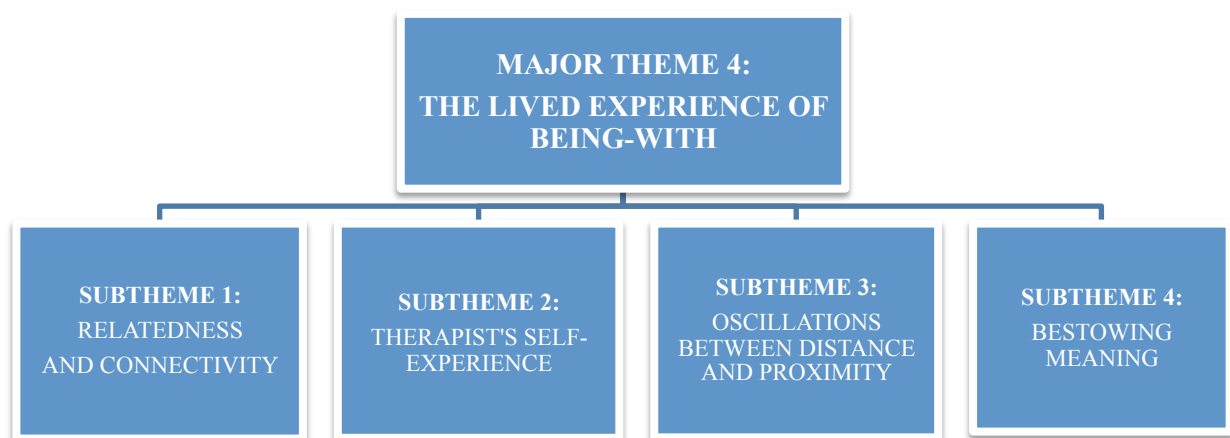 MAJOR THEME 4:
THE LIVED EXPERIENCE OF
BEING-WITH
SUBTHEME 1:
RELATEDNESS
AND CONNECTIVITY
SUBTHEME 2:
THERAPIST'S SELF-
EXPERIENCE
SUBTHEME 3:
OSCILLATIONS
BETWEEN DISTANCE
AND PROXIMITY
SUBTHEME 4:
BESTOWING
MEANING